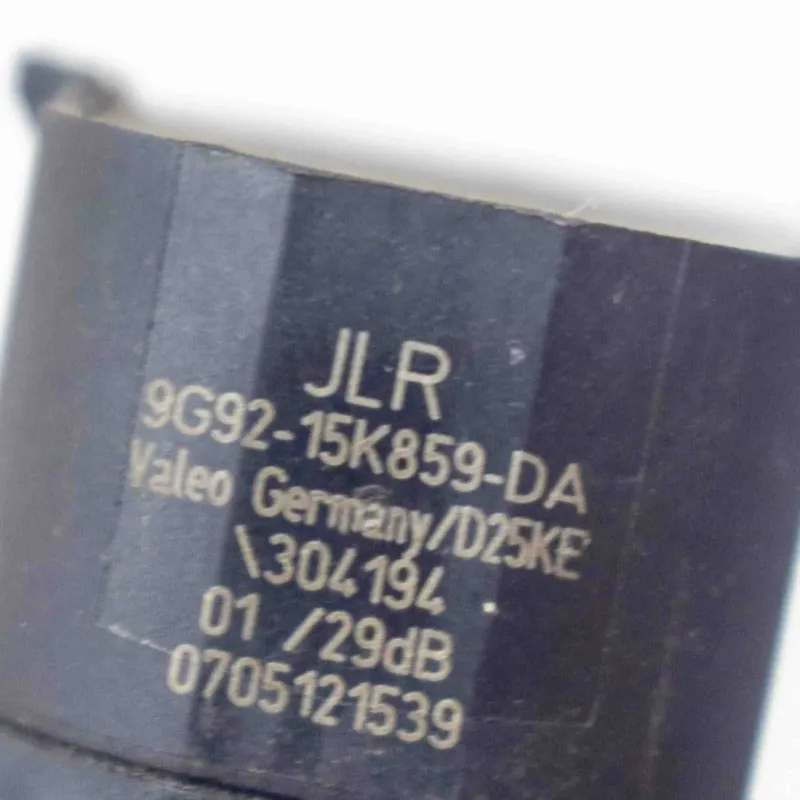 JLR
9G92-15K859-DA
Valeo Germany/D25KE
\304194
01 /29dB
0705121539